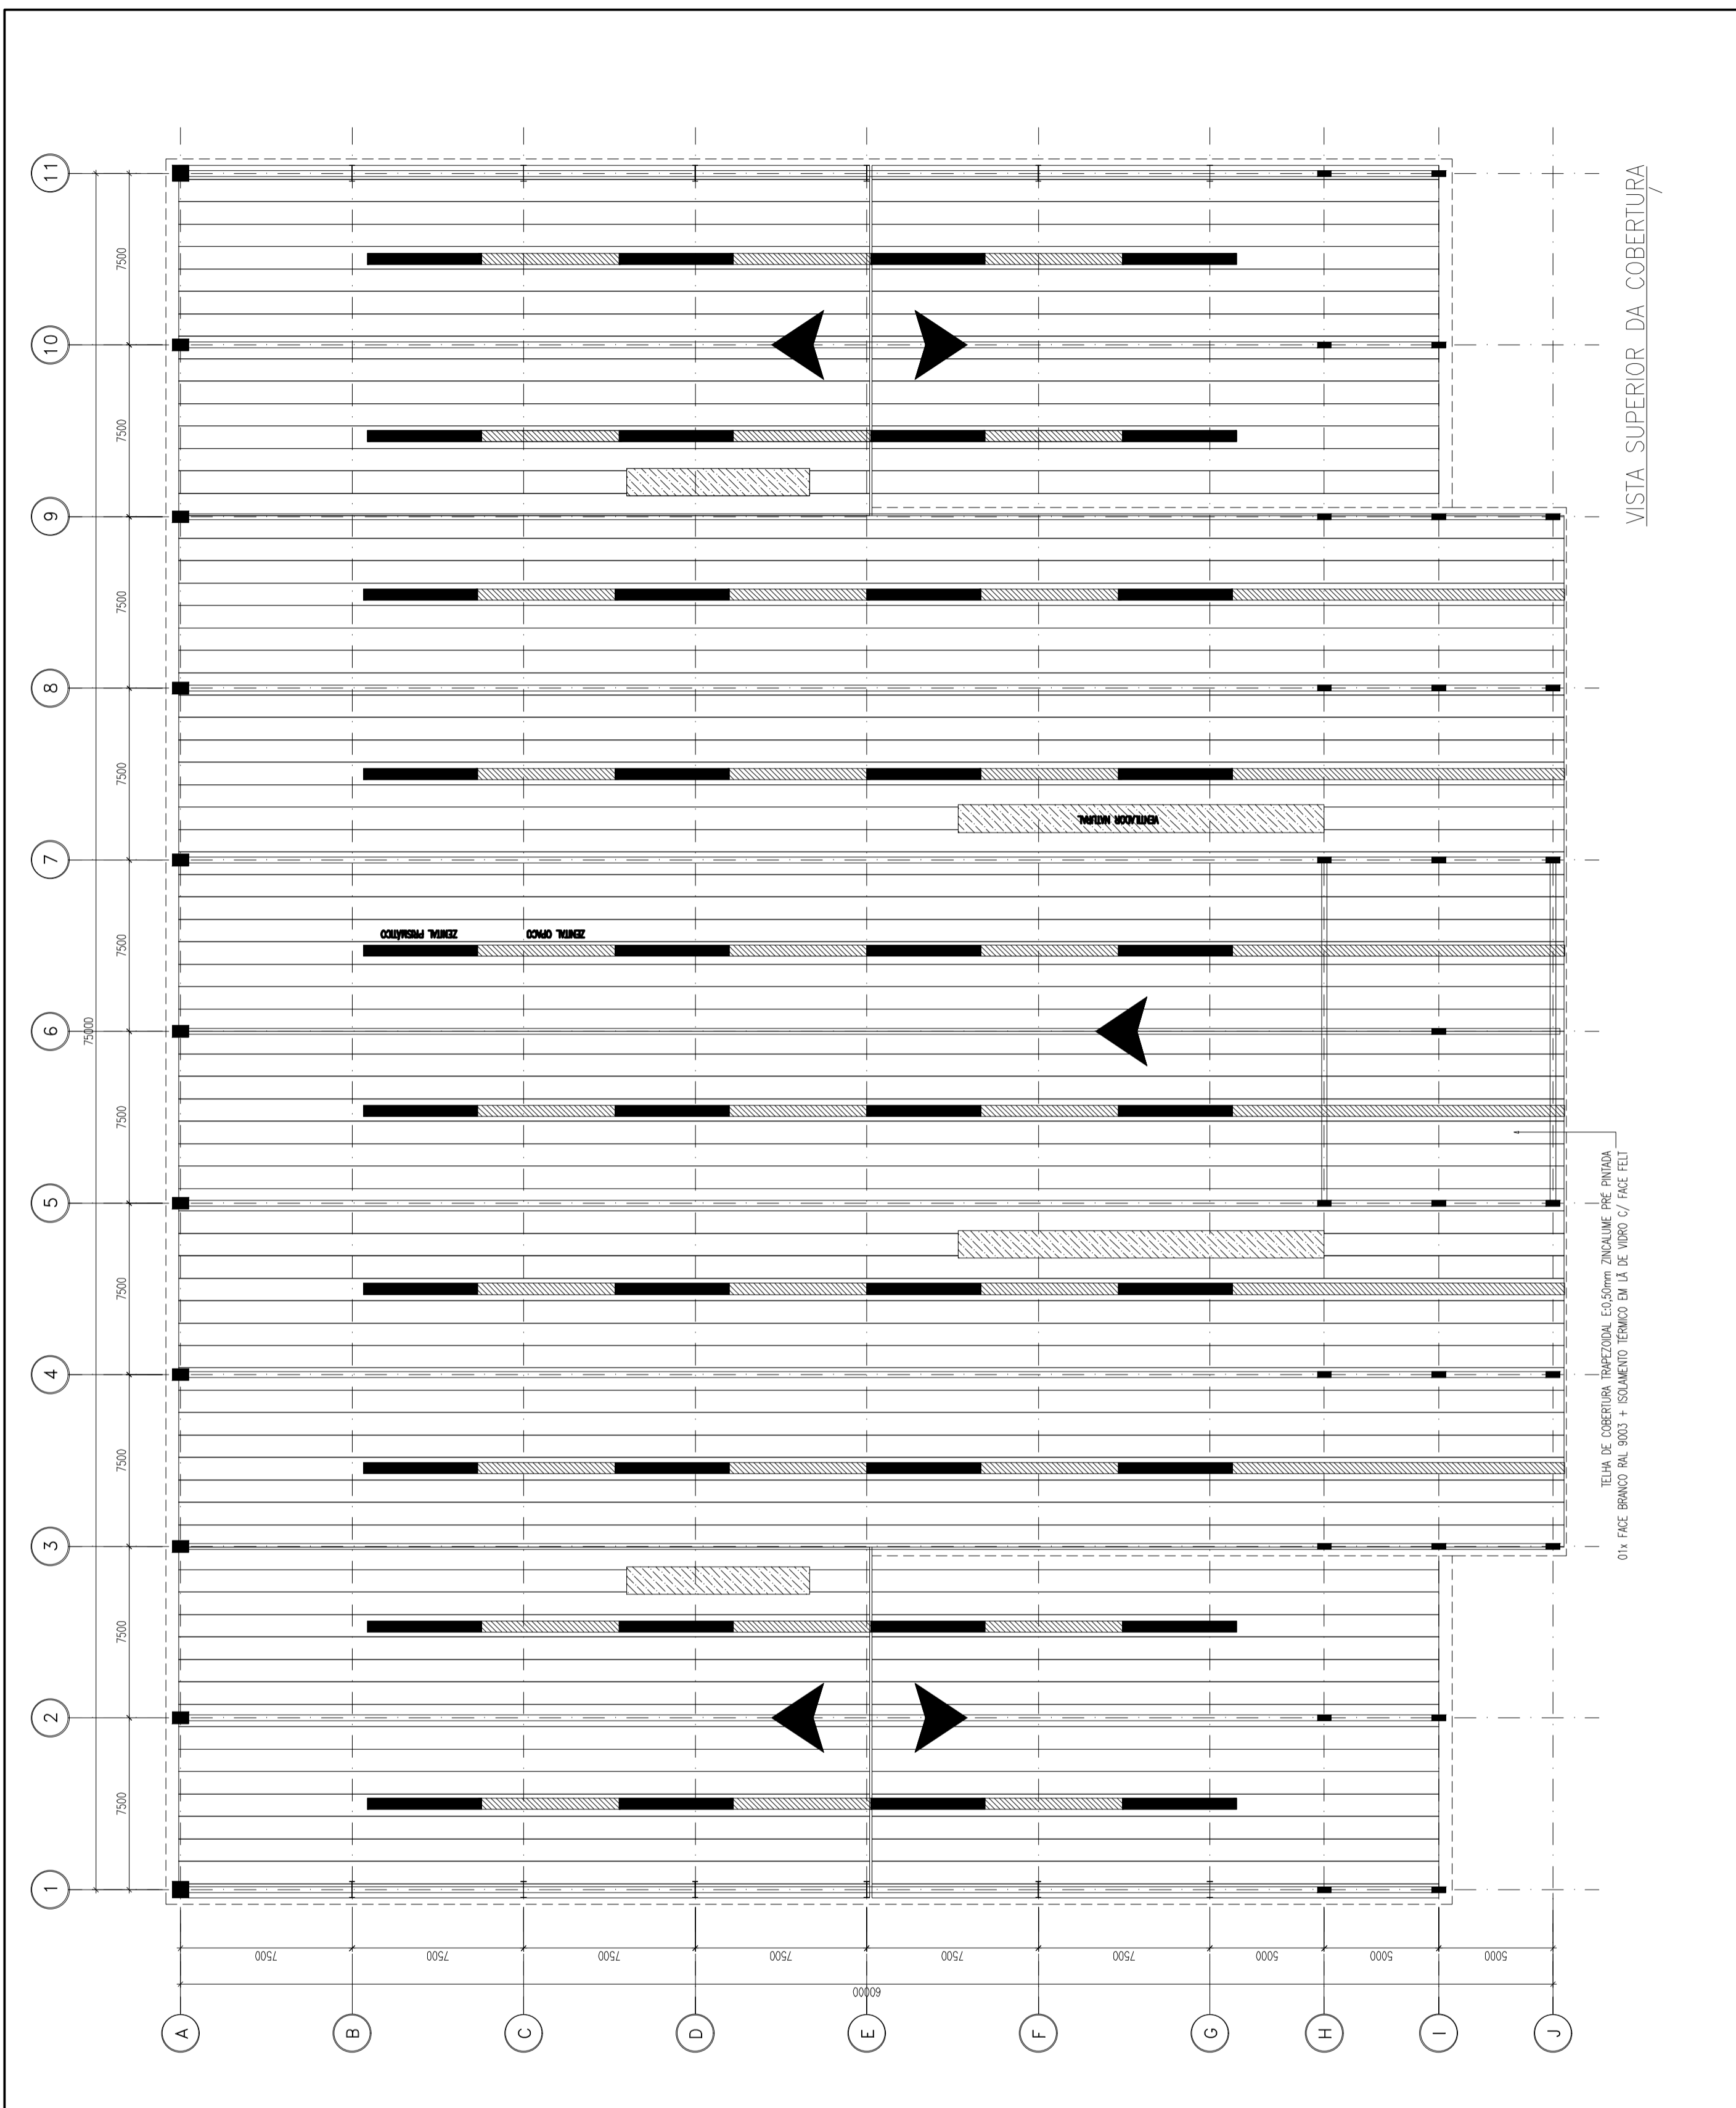 VISTA SUPERIOR DA COBERTURA
/
11
10
9
8
7
6
5
4
3
2
1
7500
7500
7500
7500
7500
7500
7500
7500
7500
7500
75000
ZENITAL PRISMÁTICO
ZENITAL OPACO
VENTILADOR NATURAL
TELHA DE COBERTURA TRAPEZOIDAL E:0,50mm ZINCALUME PRÉ PINTADA
01x FACE BRANCO RAL 9003 + ISOLAMENTO TÉRMICO EM LÃ DE VIDRO C/ FACE FELT
7500
7500
7500
7500
7500
7500
5000
5000
5000
60000
A
B
C
D
E
F
G
H
I
J